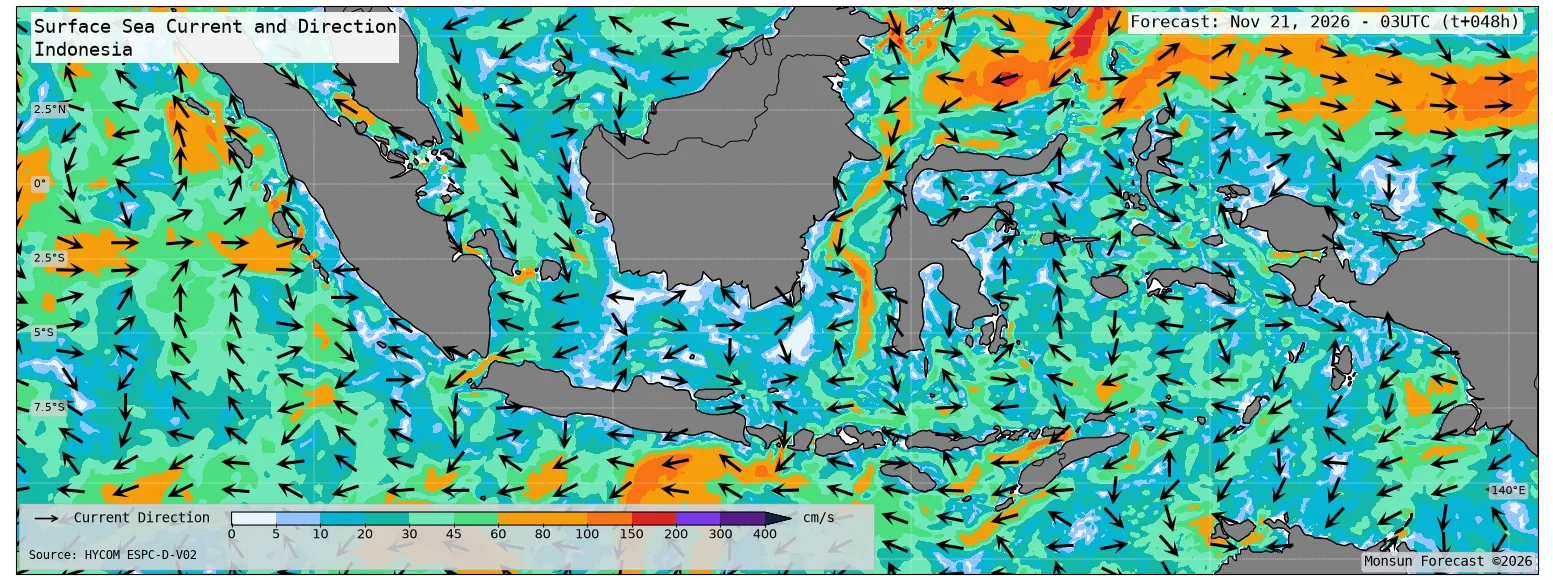 Surface Sea Current and Direction
Indonesia
Forecast: Nov 21, 2026 - 03UTC (t+048h)
2.5°N
0°
2.5°S
5°S
7.5°S
140°E
Current Direction
0 5 10 20 30 45 60 80 100 150 200 300 400 cm/s
Source: HYCOM ESPC-D-V02
Monsun Forecast ©2026